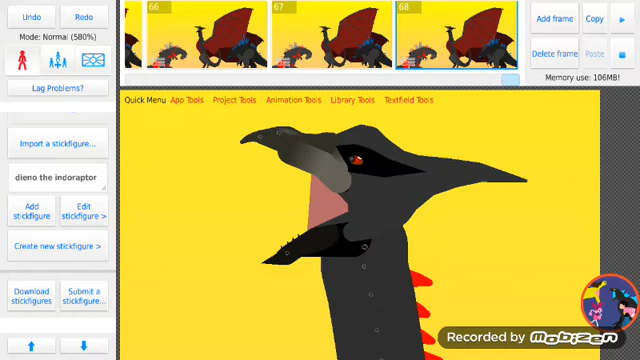 Undo Redo
Mode: Normal (580%)
Lag Problems?
Import a stickfigure...
dieno the indoraptor
Add stickfigure
Edit stickfigure >
Create new stickfigure >
Download stickfigures
Submit a stickfigure...
66 67 68
Add frame Copy
Delete frame Paste
Memory use: 106MB!
Quick Menu App Tools Project Tools Animation Tools Library Tools Textfield Tools
Recorded by Mobizen